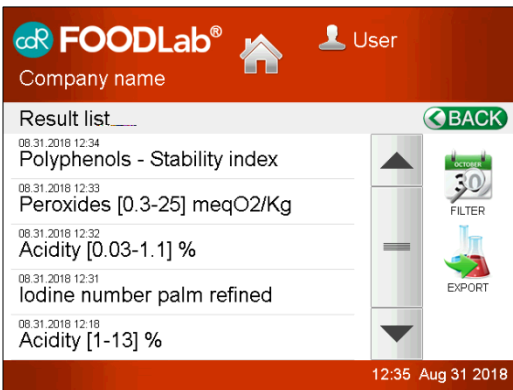 cdR FOODLab®
User
Company name
Result list
BACK
08.31.2018 12:34
Polyphenols - Stability index
08.31.2018 12:33
Peroxides [0.3-25] meqO2/Kg
08.31.2018 12:32
Acidity [0.03-1.1] %
08.31.2018 12:31
Iodine number palm refined
08.31.2018 12:18
Acidity [1-13] %
OCTOBER
30
FILTER
EXPORT
12:35 Aug 31 2018